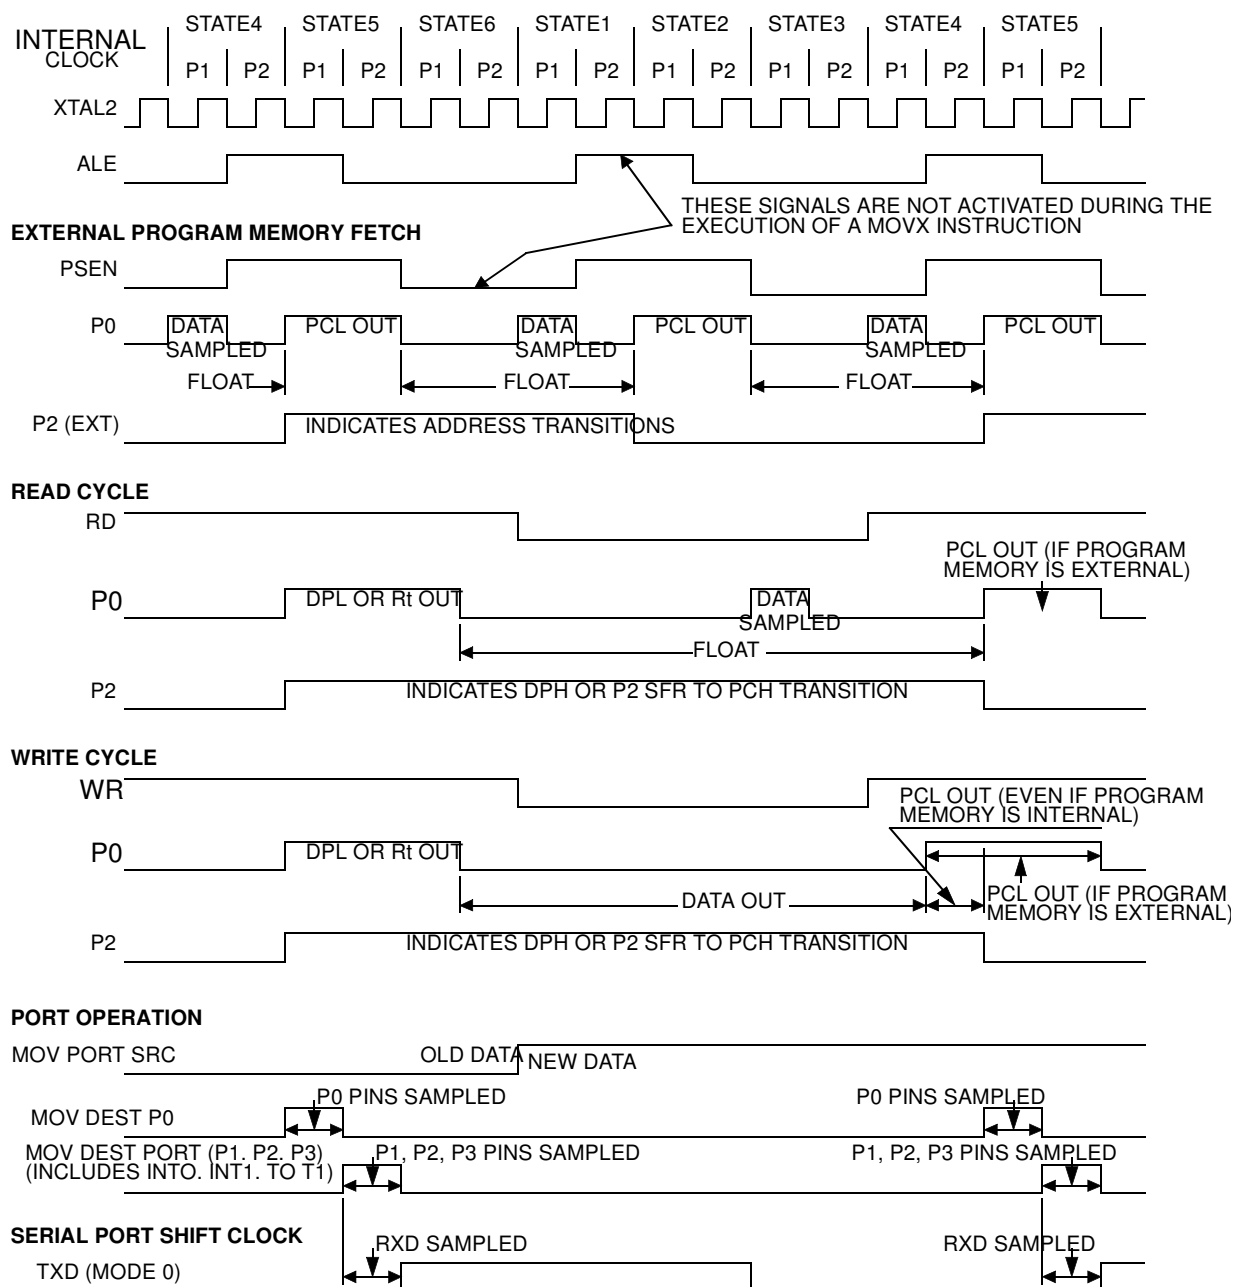 INTERNAL
CLOCK
STATE4 STATE5 STATE6 STATE1 STATE2 STATE3 STATE4 STATE5
P1 P2 P1 P2 P1 P2 P1 P2 P1 P2 P1 P2 P1 P2 P1 P2
XTAL2
ALE
THESE SIGNALS ARE NOT ACTIVATED DURING THE
EXECUTION OF A MOVX INSTRUCTION
EXTERNAL PROGRAM MEMORY FETCH
PSEN
P0 DATA PCL OUT DATA PCL OUT DATA PCL OUT
SAMPLED SAMPLED SAMPLED
FLOAT FLOAT FLOAT
P2 (EXT) INDICATES ADDRESS TRANSITIONS
READ CYCLE
RD
PCL OUT (IF PROGRAM
MEMORY IS EXTERNAL)
P0 DPL OR Rt OUT DATA
SAMPLED
FLOAT
P2 INDICATES DPH OR P2 SFR TO PCH TRANSITION
WRITE CYCLE
WR
PCL OUT (EVEN IF PROGRAM
MEMORY IS INTERNAL)
P0 DPL OR Rt OUT
DATA OUT
PCL OUT (IF PROGRAM
MEMORY IS EXTERNAL)
P2 INDICATES DPH OR P2 SFR TO PCH TRANSITION
PORT OPERATION
MOV PORT SRC OLD DATA NEW DATA
P0 PINS SAMPLED P0 PINS SAMPLED
MOV DEST P0
MOV DEST PORT (P1. P2. P3) P1, P2, P3 PINS SAMPLED P1, P2, P3 PINS SAMPLED
(INCLUDES INTO. INT1. TO T1)
SERIAL PORT SHIFT CLOCK
RXD SAMPLED RXD SAMPLED
TXD (MODE 0)